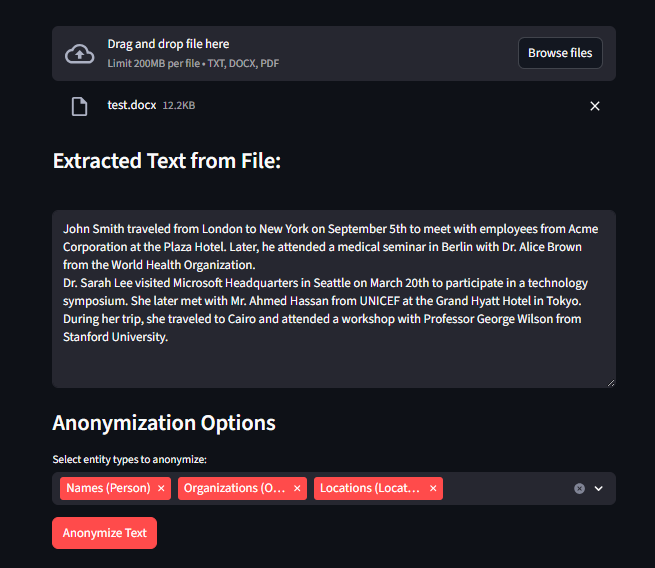 Drag and drop file here
Limit 200MB per file • TXT, DOCX, PDF
Browse files
test.docx 12.2KB
Extracted Text from File:
John Smith traveled from London to New York on September 5th to meet with employees from Acme
Corporation at the Plaza Hotel. Later, he attended a medical seminar in Berlin with Dr. Alice Brown
from the World Health Organization.
Dr. Sarah Lee visited Microsoft Headquarters in Seattle on March 20th to participate in a technology
symposium. She later met with Mr. Ahmed Hassan from UNICEF at the Grand Hyatt Hotel in Tokyo.
During her trip, she traveled to Cairo and attended a workshop with Professor George Wilson from
Stanford University.
Anonymization Options
Select entity types to anonymize:
Names (Person) × Organizations (O... × Locations (Locat... ×
Anonymize Text